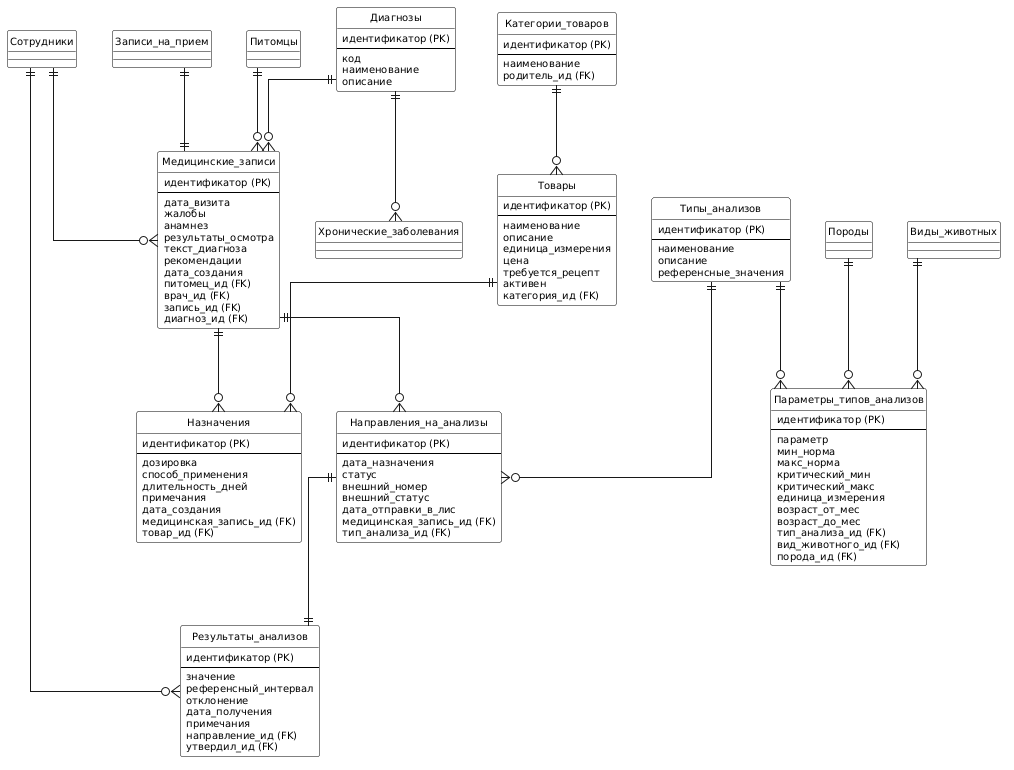 Сотрудники
Записи_на_прием
Питомцы
Диагнозы
идентификатор (PK)
код
наименование
описание
Категории_товаров
идентификатор (PK)
наименование
родитель_ид (FK)
Медицинские_записи
идентификатор (PK)
дата_визита
жалобы
анамнез
результаты_осмотра
текст_диагноза
рекомендации
дата_создания
питомец_ид (FK)
врач_ид (FK)
запись_ид (FK)
диагноз_ид (FK)
Хронические_заболевания
Товары
идентификатор (PK)
наименование
описание
единица_измерения
цена
требуется_рецепт
активен
категория_ид (FK)
Типы_анализов
идентификатор (PK)
наименование
описание
референсные_значения
Породы
Виды_животных
Назначения
идентификатор (PK)
дозировка
способ_применения
длительность_дней
примечания
дата_создания
медицинская_запись_ид (FK)
товар_ид (FK)
Направления_на_анализы
идентификатор (PK)
дата_назначения
статус
внешний_номер
внешний_статус
дата_отправки_в_лис
медицинская_запись_ид (FK)
тип_анализа_ид (FK)
Параметры_типов_анализов
идентификатор (PK)
параметр
мин_норма
макс_норма
критический_мин
критический_макс
единица_измерения
возраст_от_мес
возраст_до_мес
тип_анализа_ид (FK)
вид_животного_ид (FK)
порода_ид (FK)
Результаты_анализов
идентификатор (PK)
значение
референсный_интервал
отклонение
дата_получения
примечания
направление_ид (FK)
утвердил_ид (FK)